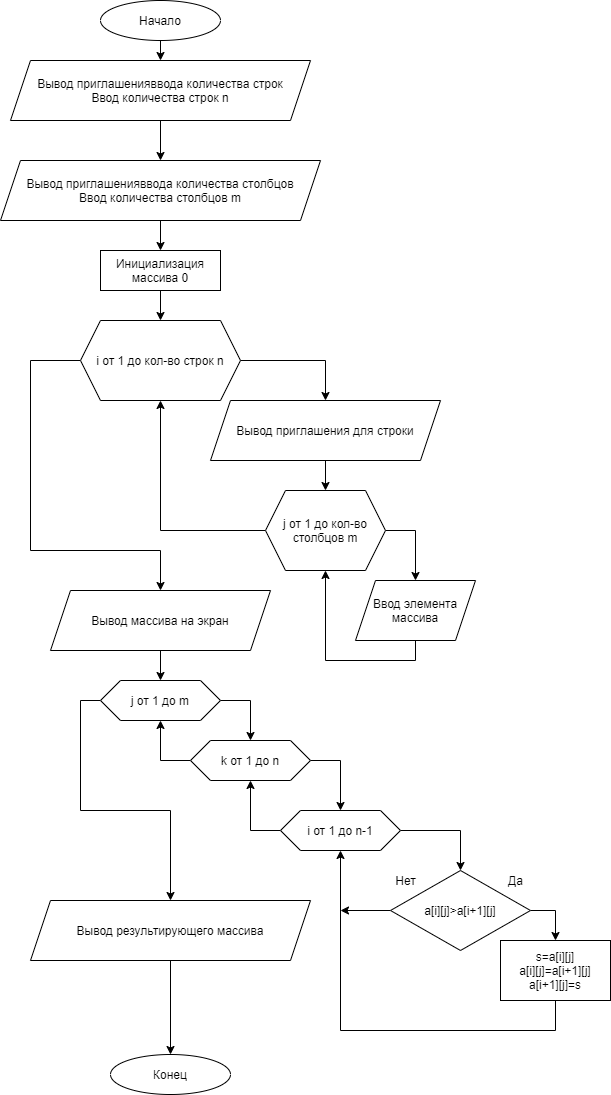 Начало
Вывод приглашенияввода количества строк
Ввод количества строк n
Вывод приглашенияввода количества столбцов
Ввод количества столбцов m
Инициализация
массива 0
i от 1 до кол-во строк n
Вывод приглашения для строки
j от 1 до кол-во
столбцов m
Ввод элемента
массива
Вывод массива на экран
j от 1 до m
k от 1 до n
i от 1 до n-1
Нет
Да
a[i][j]>a[i+1][j]
s=a[i][j]
a[i][j]=a[i+1][j]
a[i+1][j]=s
Вывод результирующего массива
Конец